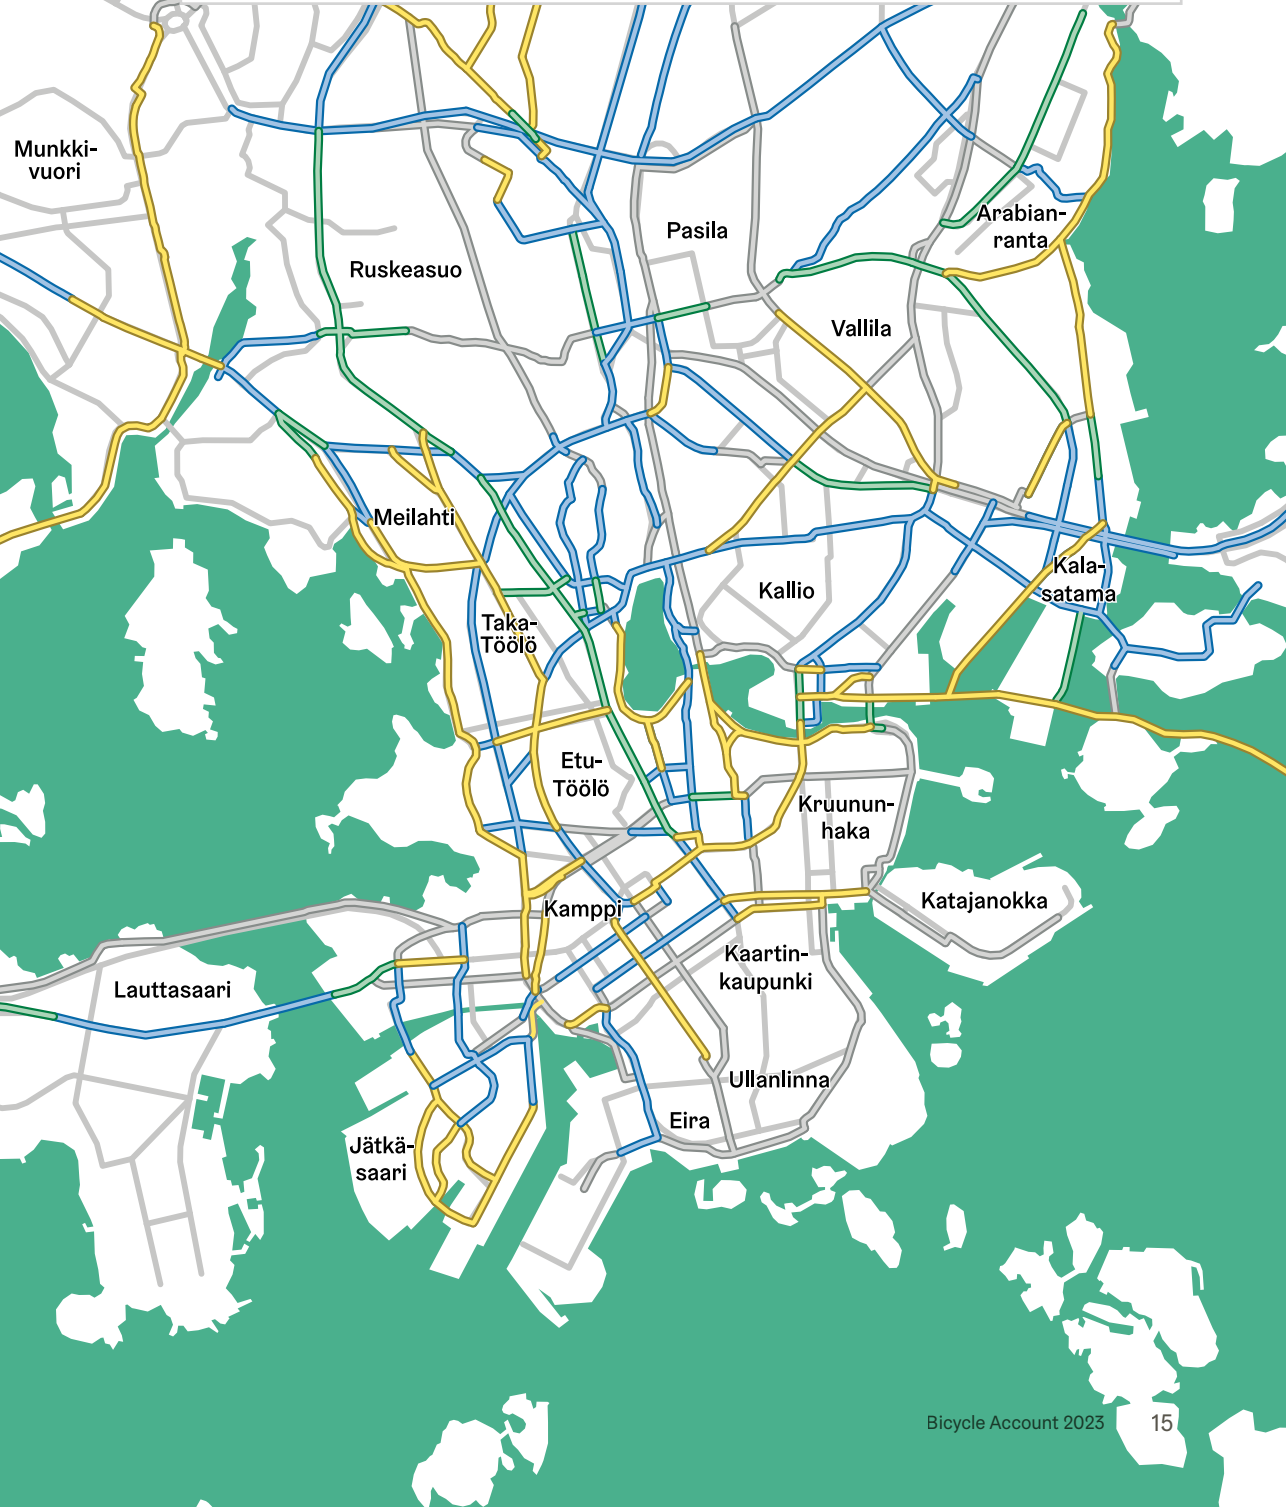 Munkki-
vuori
Pasila
Arabian-
ranta
Ruskeasuo
Vallila
Meilahti
Kallio
Kala-
satama
Taka-
Töölö
Etu-
Töölö
Kruunun-
haka
Kamppi
Katajanokka
Kaartin-
kaupunki
Lauttasaari
Ullanlinna
Eira
Jätkä-
saari
Bicycle Account 2023 15